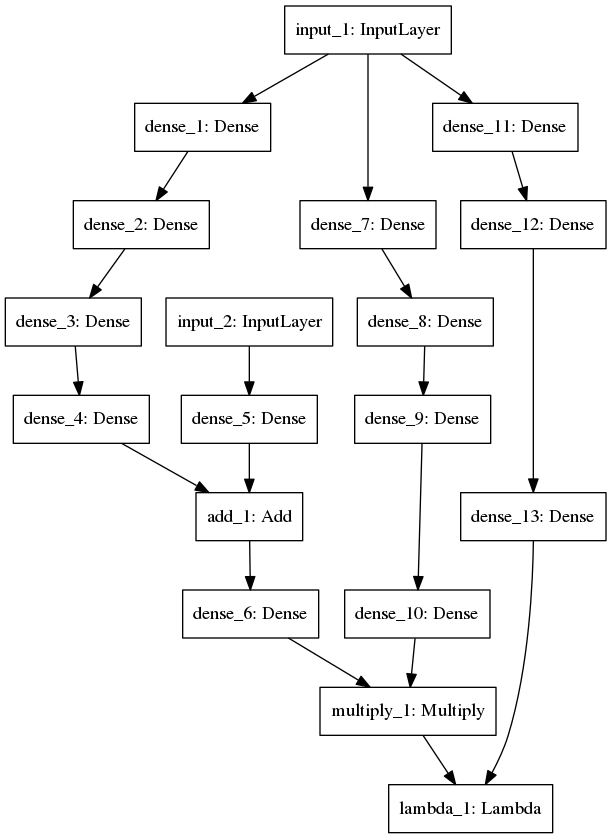 input_1: InputLayer
dense_1: Dense
dense_11: Dense
dense_2: Dense
dense_7: Dense
dense_12: Dense
dense_3: Dense
input_2: InputLayer
dense_8: Dense
dense_4: Dense
dense_5: Dense
dense_9: Dense
add_1: Add
dense_13: Dense
dense_6: Dense
dense_10: Dense
multiply_1: Multiply
lambda_1: Lambda